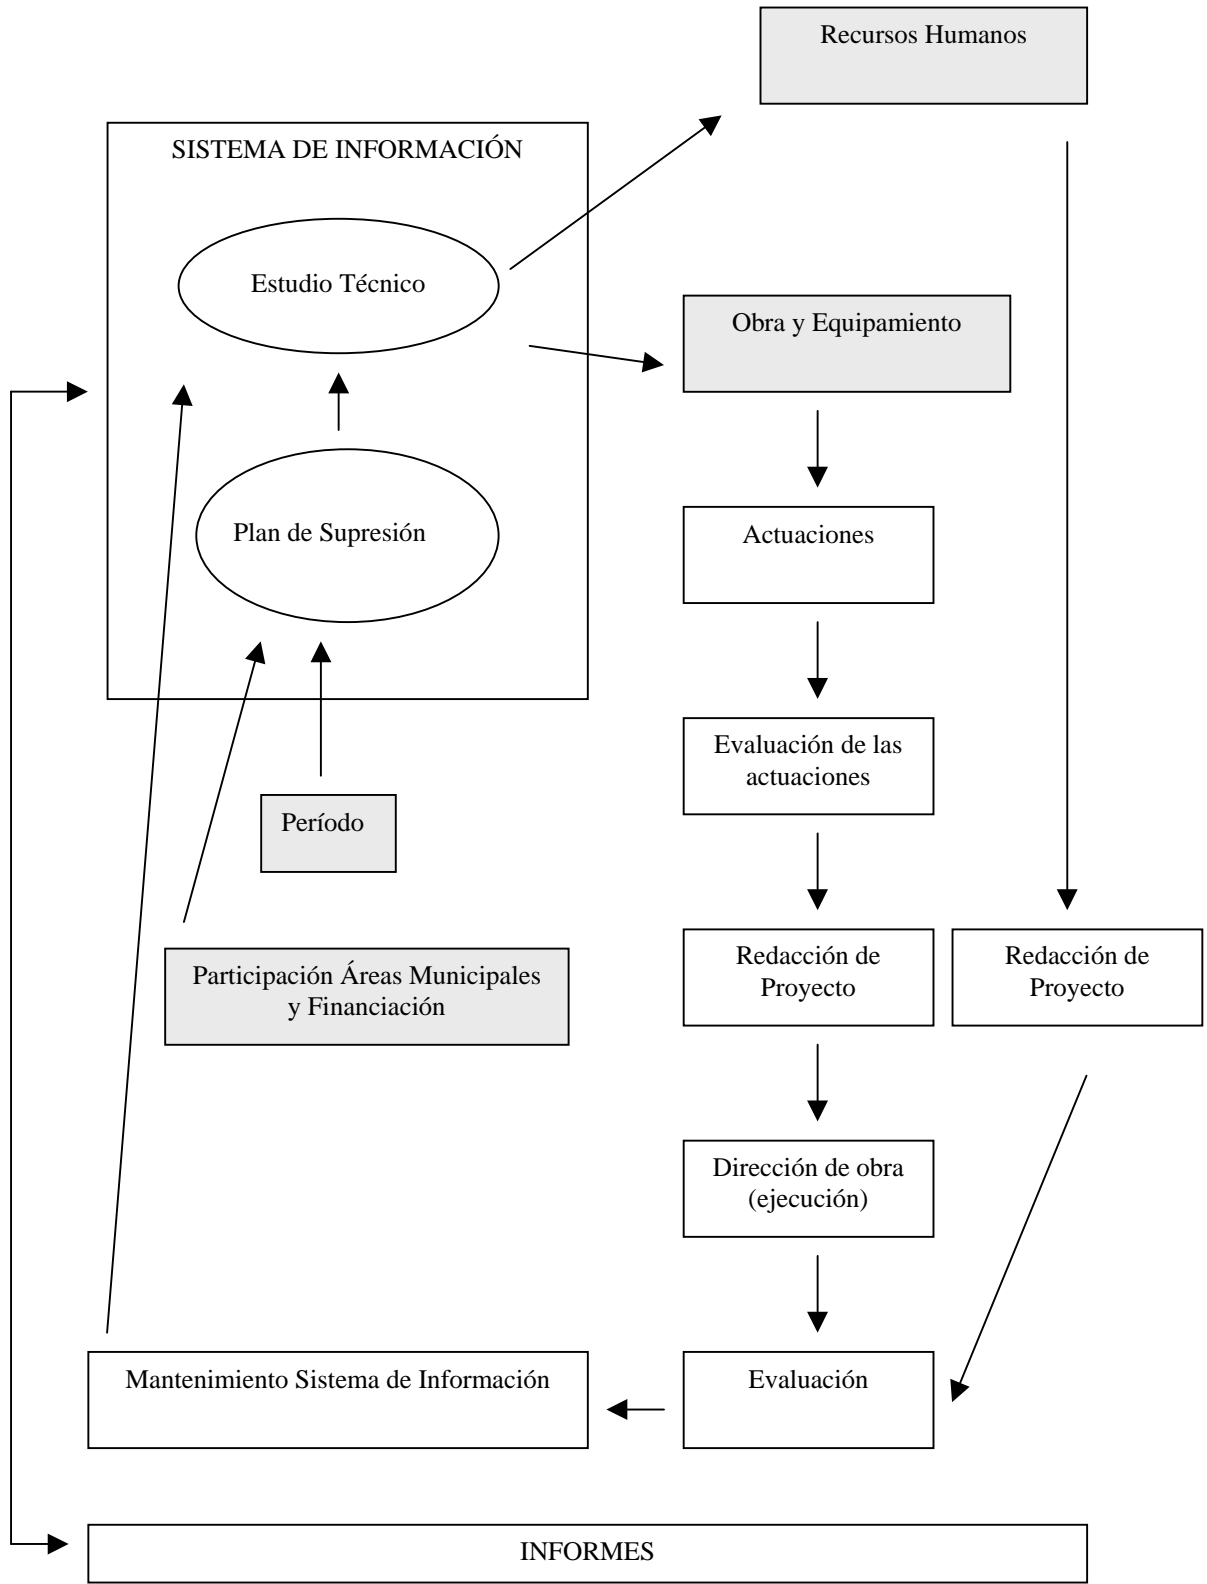 Recursos Humanos
SISTEMA DE INFORMACIÓN
Estudio Técnico
Obra y Equipamiento
Plan de Supresión
Actuaciones
Evaluación de las
actuaciones
Período
Participación Áreas Municipales
y Financiación
Redacción de
Proyecto
Redacción de
Proyecto
Dirección de obra
(ejecución)
Mantenimiento Sistema de Información
Evaluación
INFORMES